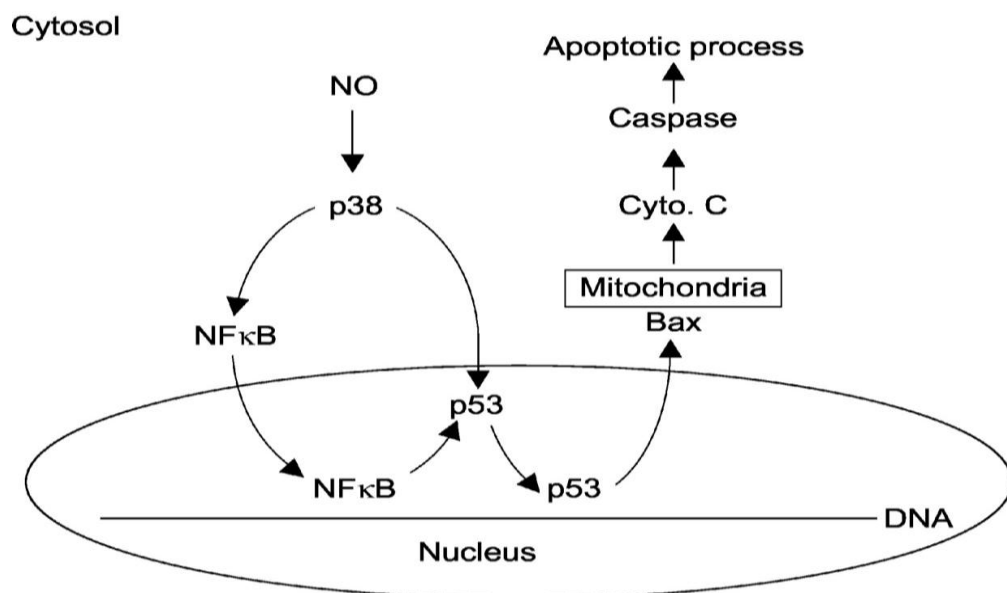 Cytosol
Apoptotic process
NO
Caspase
p38
Cyto. C
Mitochondria
NFκB
Bax
p53
NFκB
p53
DNA
Nucleus